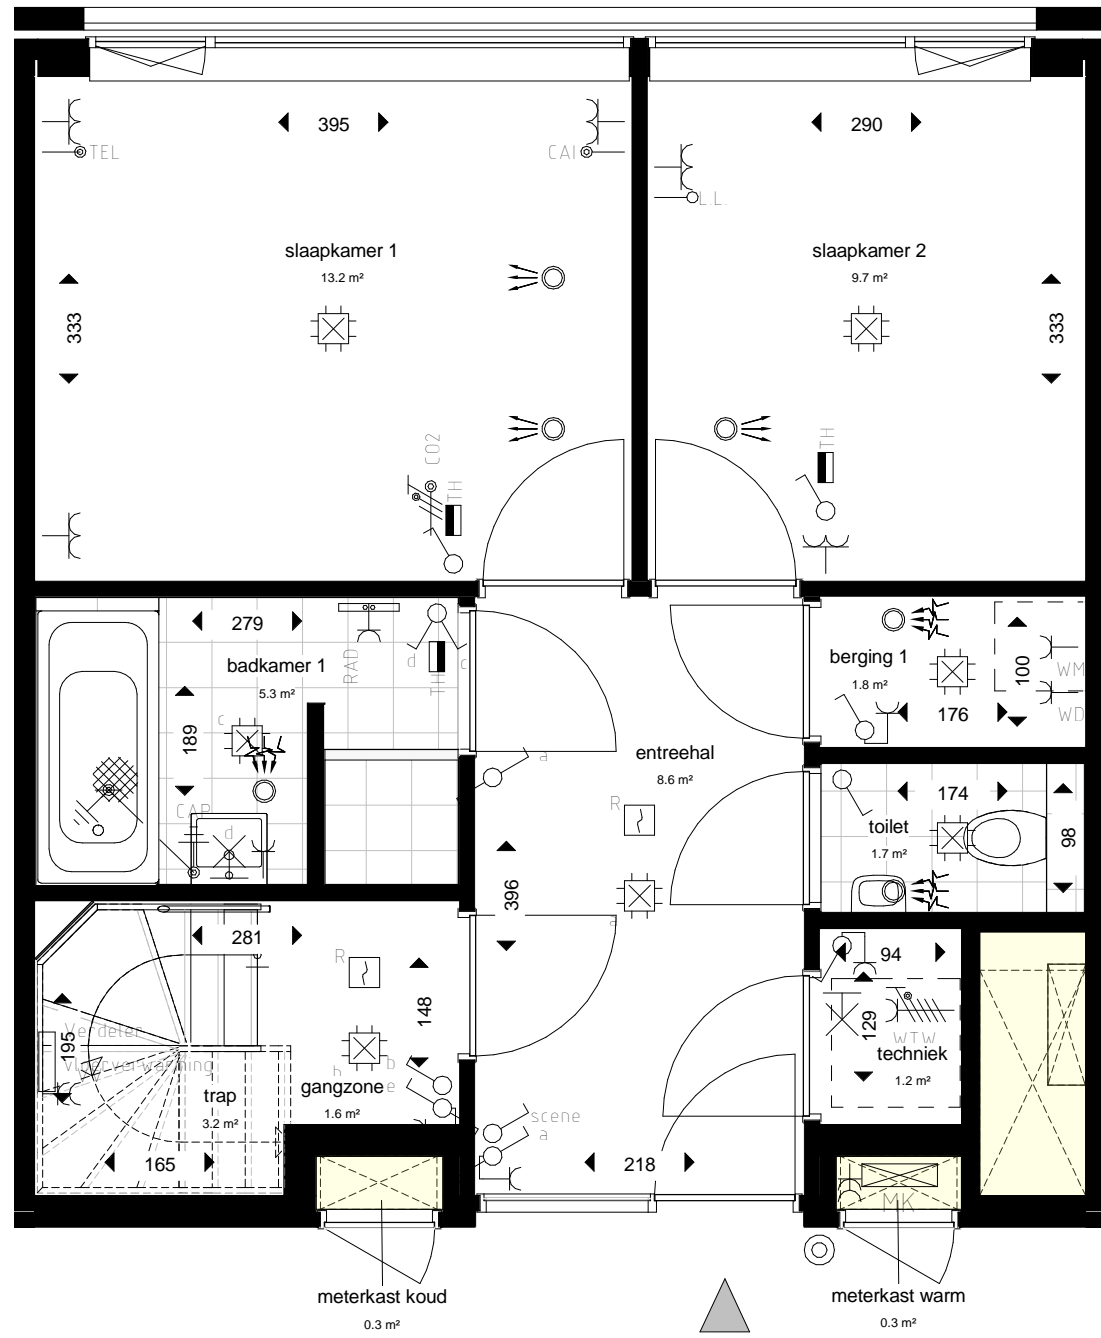 395
290
TEL
CAI
L.L.
slaapkamer 1
13.2 m²
slaapkamer 2
9.7 m²
333
333
CO2
TH
TH
279
badkamer 1
5.3 m²
RAD
d
c
TH
berging 1
1.8 m²
100
WM
176
WD
189
c
CAP
d
a
entreehal
8.6 m²
R
174
toilet
1.7 m²
98
396
a
281
R
94
148
195
Verdeler
vloerverwarming
129
WTW
techniek
1.2 m²
trap
3.2 m²
gangzone
1.6 m²
b
b
e
scene
a
165
218
MK
meterkast koud
0.3 m²
meterkast warm
0.3 m²